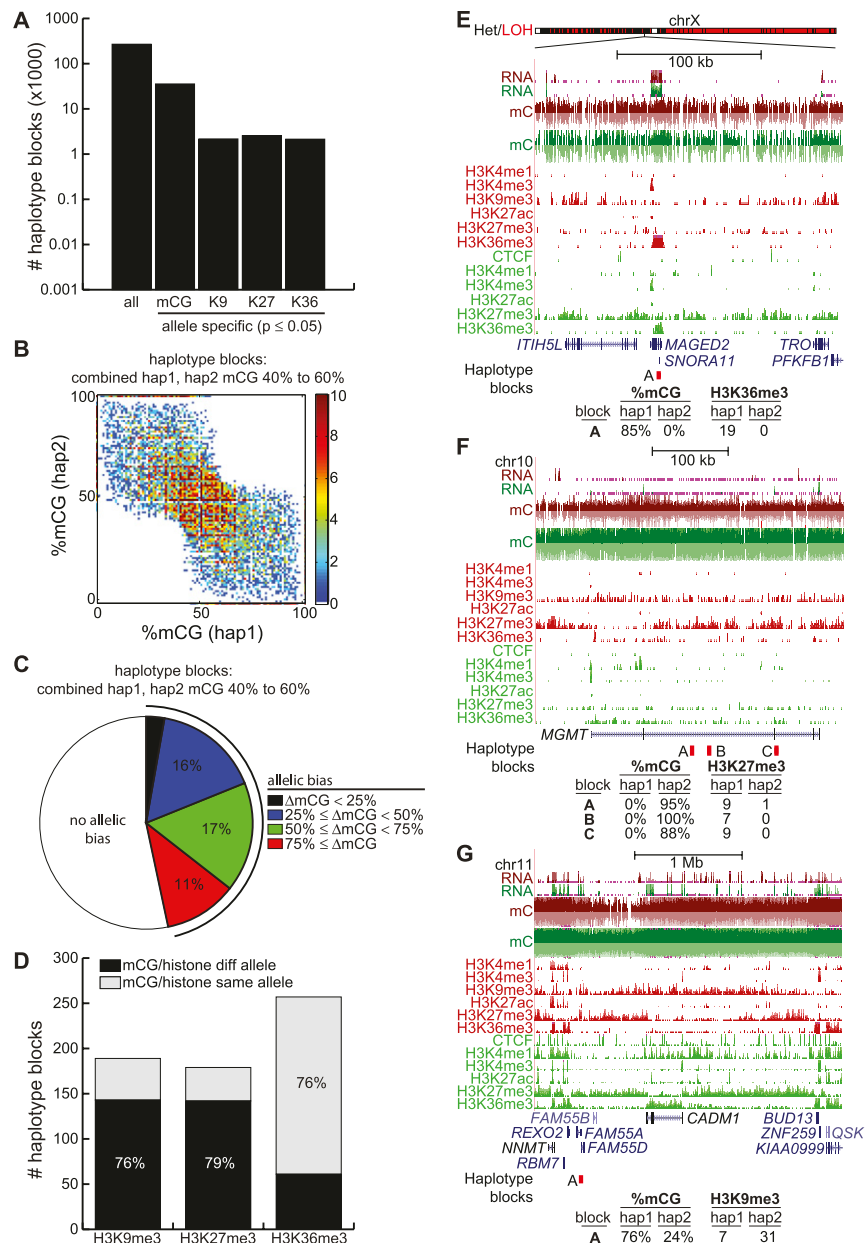 A
# haplotype blocks (x1000)
1000
100
10
1
0.1
0.01
0.001
all mCG K9 K27 K36
allele specific (p ≤ 0.05)
B
haplotype blocks:
combined hap1, hap2 mCG 40% to 60%
%mCG (hap2)
100
50
0
0 50 100
%mCG (hap1)
10
8
6
4
2
0
C
haplotype blocks:
combined hap1, hap2 mCG 40% to 60%
no allelic
bias
16%
17%
11%
allelic bias
ΔmCG < 25%
25% ≤ ΔmCG < 50%
50% ≤ ΔmCG < 75%
75% ≤ ΔmCG
D
# haplotype blocks
300
250
200
150
100
50
0
mCG/histone diff allele
mCG/histone same allele
76%
79%
76%
H3K9me3 H3K27me3 H3K36me3
E
chrX
Het/LOH
100 kb
RNA
RNA
mC
mC
H3K4me1
H3K4me3
H3K9me3
H3K27ac
H3K27me3
H3K36me3
CTCF
H3K4me1
H3K4me3
H3K27ac
H3K27me3
H3K36me3
ITIH5L MAGED2 TRO
SNORA11 PFKFB1
Haplotype
blocks
A
%mCG H3K36me3
block hap1 hap2 hap1 hap2
A 85% 0% 19 0
F
chr10
100 kb
RNA
RNA
mC
mC
H3K4me1
H3K4me3
H3K9me3
H3K27ac
H3K27me3
H3K36me3
CTCF
H3K4me1
H3K4me3
H3K27ac
H3K27me3
H3K36me3
MGMT
Haplotype
blocks
A B C
%mCG H3K27me3
block hap1 hap2 hap1 hap2
A 0% 95% 9 1
B 0% 100% 7 0
C 0% 88% 9 0
G
chr11
1 Mb
RNA
RNA
mC
mC
H3K4me1
H3K4me3
H3K9me3
H3K27ac
H3K27me3
H3K36me3
CTCF
H3K4me1
H3K4me3
H3K27ac
H3K27me3
H3K36me3
FAM55B CADM1 BUD13
REXO2 FAM55A ZNF259 QSK
NNMT FAM55D KIAA0999
RBM7
Haplotype
blocks
A
%mCG H3K9me3
block hap1 hap2 hap1 hap2
A 76% 24% 7 31